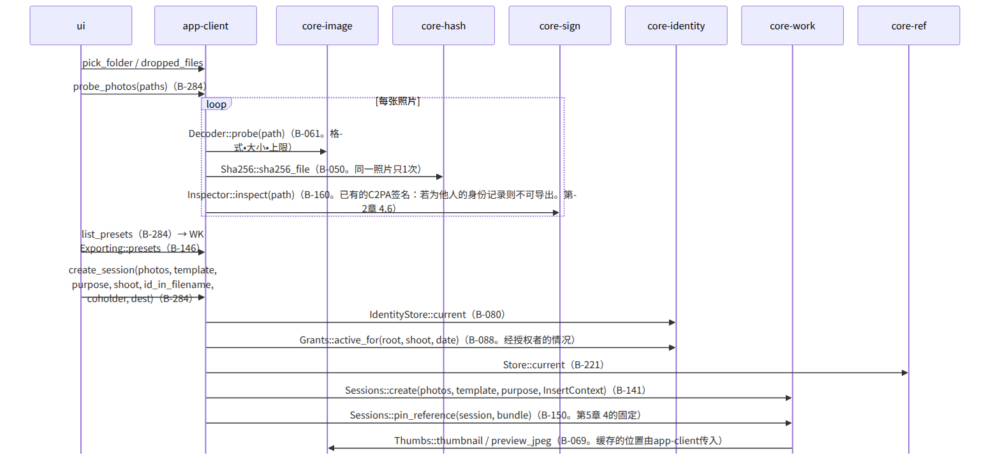 ui
app-client
core-image
core-hash
core-sign
core-identity
core-work
core-ref
pick_folder / dropped_files
probe_photos(paths)（B-284）
loop
[每张照片]
Decoder::probe(path)（B-061。格-
式•大小•上限）
Sha256::sha256_file（B-050。同一照片只1次）
Inspector::inspect(path)（B-160。已有的C2PA签名：若为他人的身份记录则不可导出。第-
2章 4.6）
list_presets（B-284）→ WK
Exporting::presets（B-146）
create_session(photos, template,
purpose, shoot, id_in_filename,
coholder, dest)（B-284）
IdentityStore::current（B-080）
Grants::active_for(root, shoot, date)（B-088。经授权者的情况）
Store::current（B-221）
Sessions::create(photos, template, purpose, InsertContext)（B-141）
Sessions::pin_reference(session, bundle)（B-150。第5章 4的固定）
Thumbs::thumbnail / preview_jpeg（B-069。缓存的位置由app-client传入）